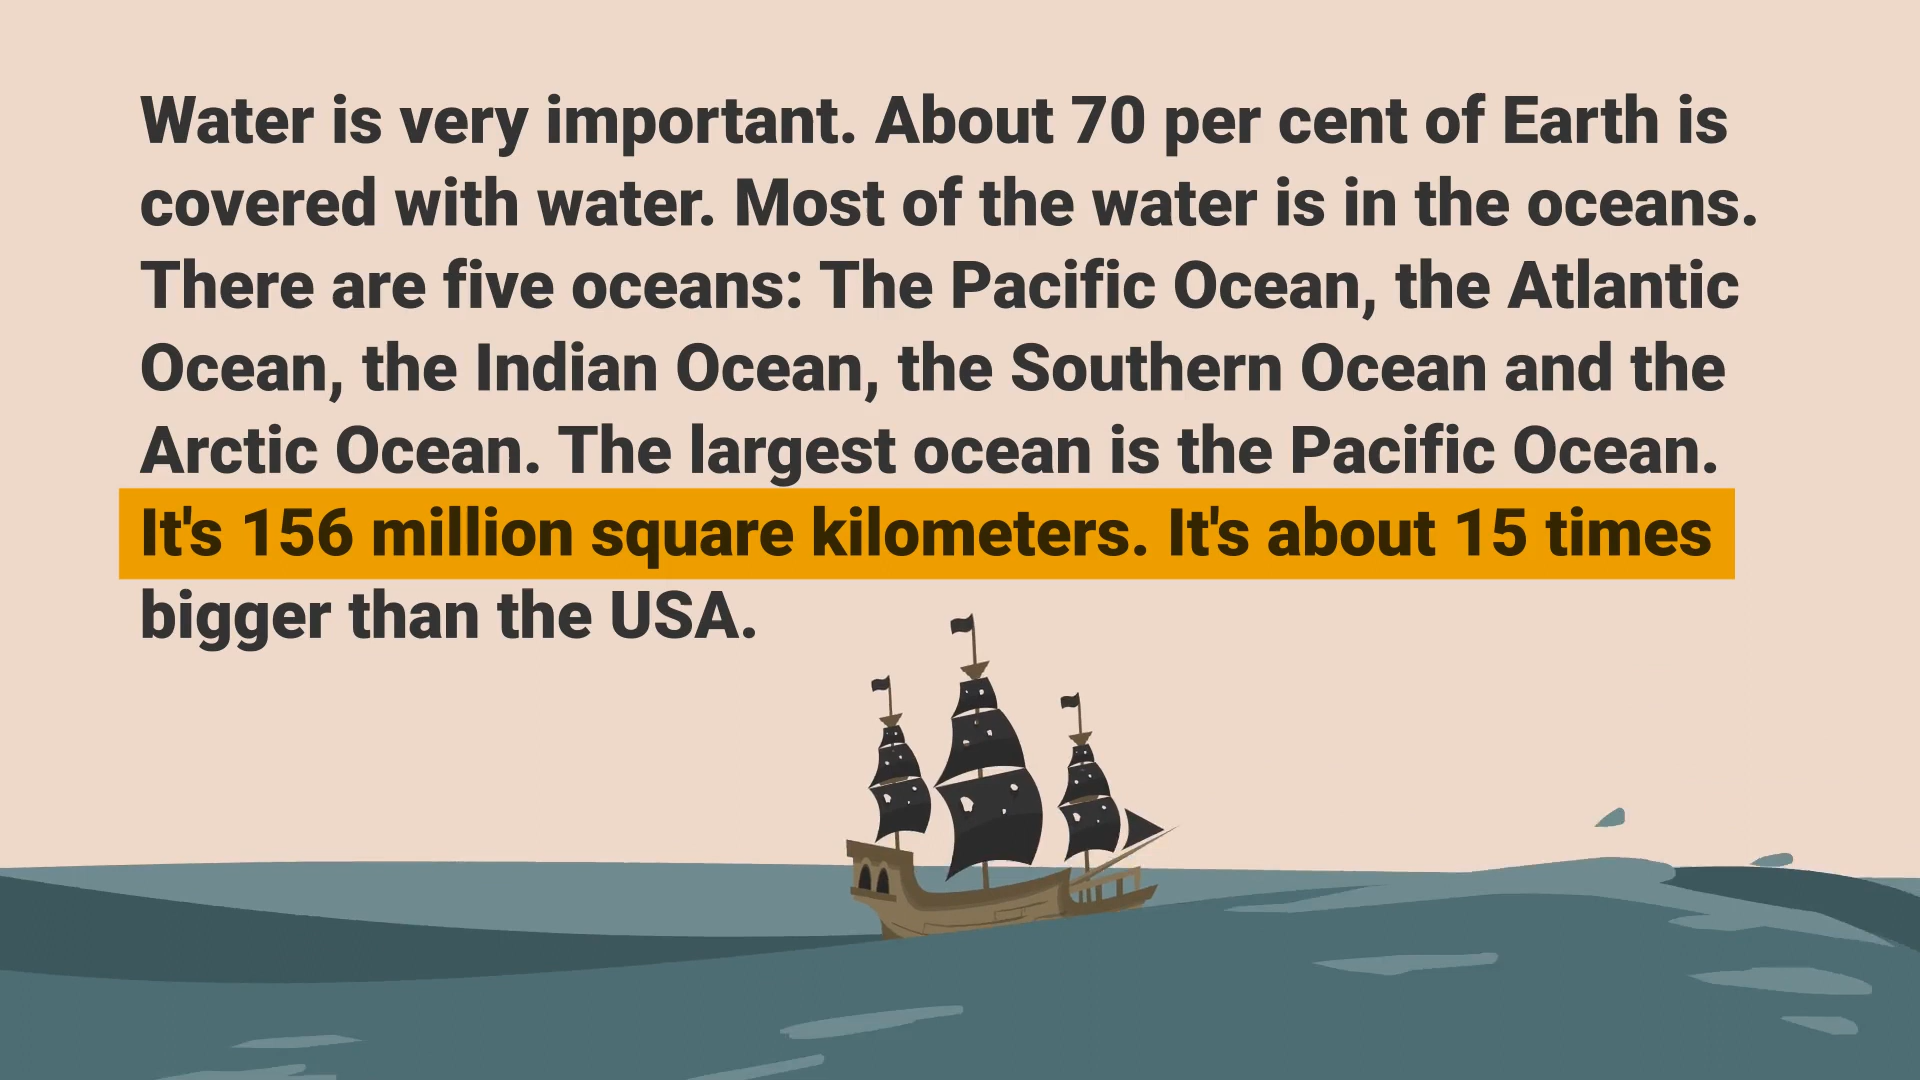 Water is very important. About 70 per cent of Earth is
covered with water. Most of the water is in the oceans.
There are five oceans: The Pacific Ocean, the Atlantic
Ocean, the Indian Ocean, the Southern Ocean and the
Arctic Ocean. The largest ocean is the Pacific Ocean.
It's 156 million square kilometers. It's about 15 times
bigger than the USA.